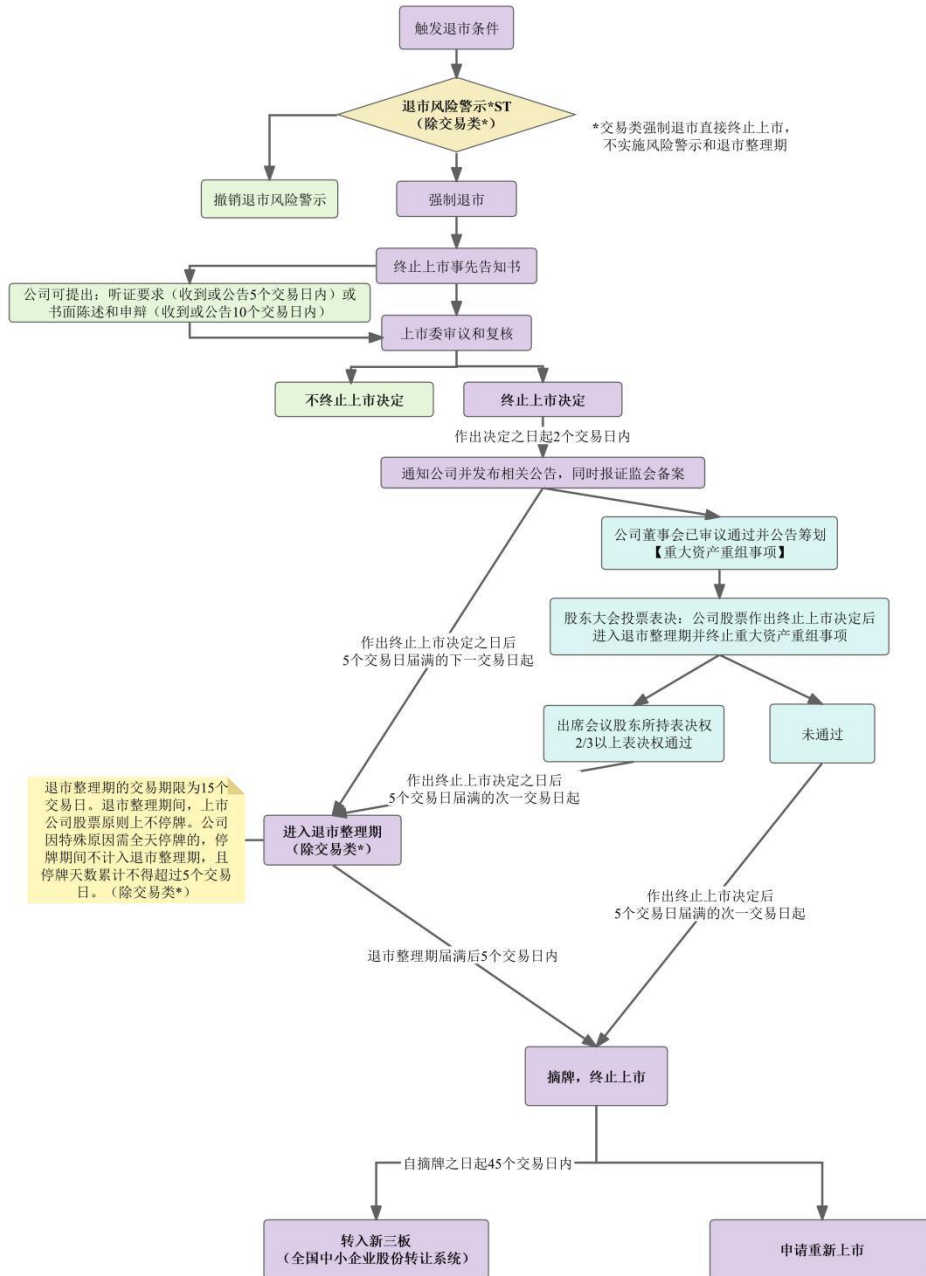 触发退市条件
退市风险警示*ST
（除交易类*）
*交易类强制退市直接终止上市，
不实施风险警示和退市整理期
撤销退市风险警示
强制退市
终止上市事先告知书
公司可提出：听证要求（收到或公告5个交易日内）或
书面陈述和申辩（收到或公告10个交易日内）
上市委审议和复核
不终止上市决定
终止上市决定
作出决定之日起2个交易日内
通知公司并发布相关公告，同时报证监会备案
公司董事会已审议通过并公告筹划
【重大资产重组事项】
股东大会投票表决：公司股票作出终止上市决定后
进入退市整理期并终止重大资产重组事项
作出终止上市决定之日后
5个交易日届满的下一交易日起
出席会议股东所持表决权
2/3以上表决权通过
未通过
作出终止上市决定之日后
5个交易日届满的次一交易日起
退市整理期的交易期限为15个
交易日。退市整理期间，上市
公司股票原则上不停牌。公司
因特殊原因需全天停牌的，停
牌期间不计入退市整理期，且
停牌天数累计不得超过5个交易
日。（除交易类*）
进入退市整理期
（除交易类*）
作出终止上市决定后
5个交易日届满的次一交易日起
退市整理期届满后5个交易日内
摘牌，终止上市
自摘牌之日起45个交易日内
转入新三板
（全国中小企业股份转让系统）
申请重新上市